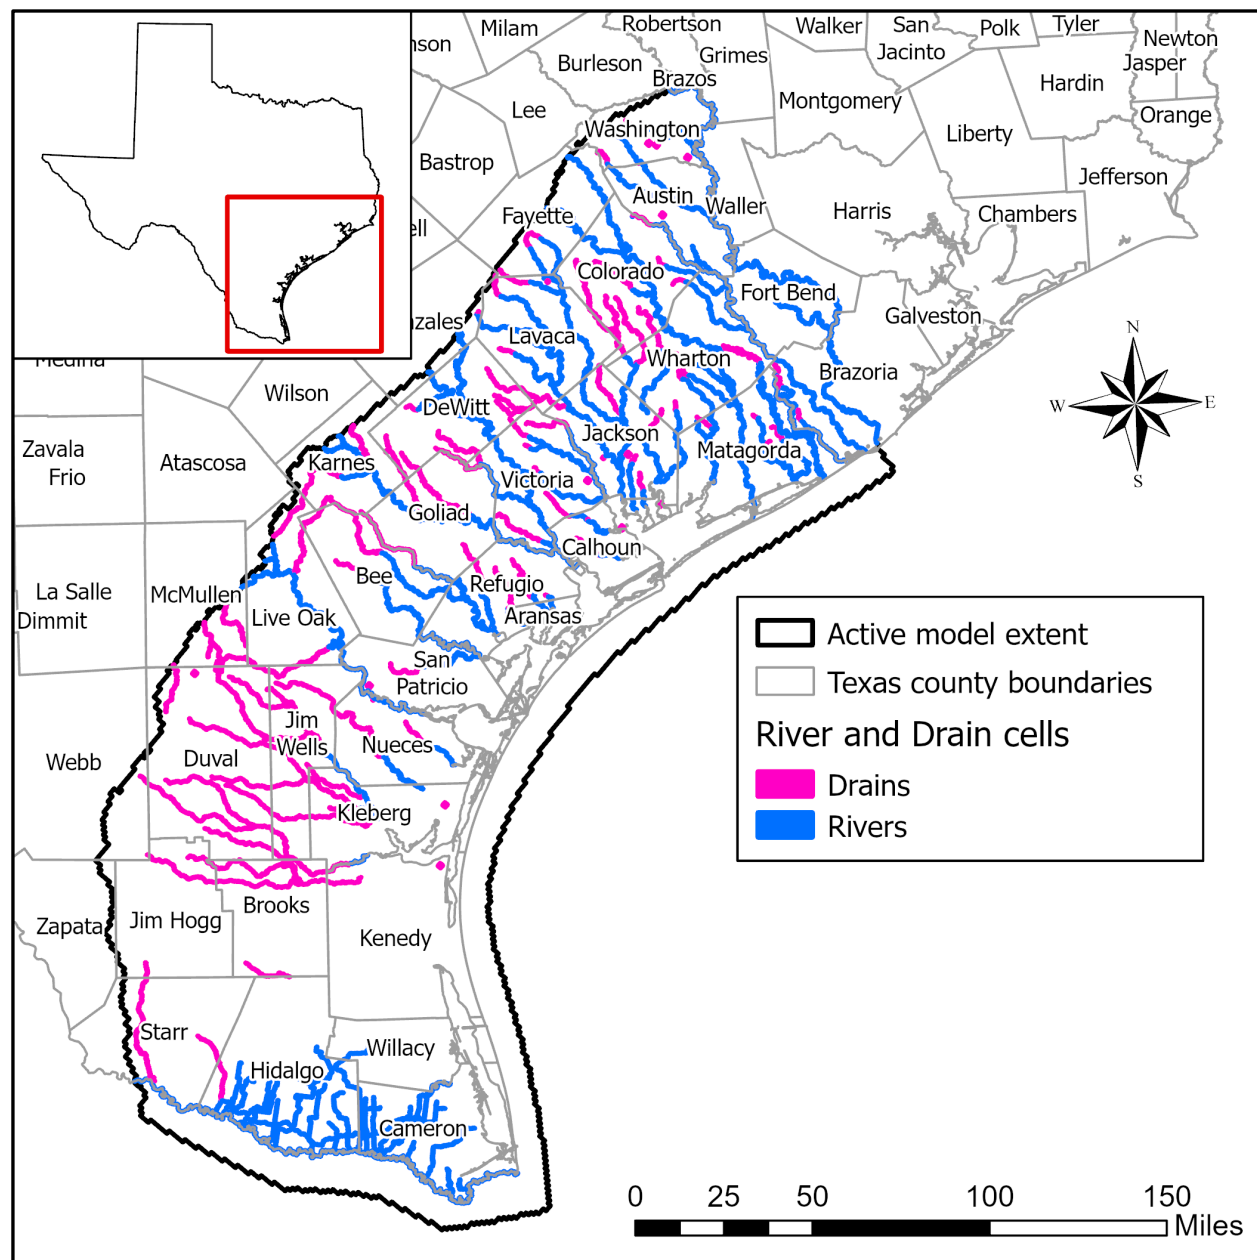 Milam
Robertson
Walker
San
Jacinto
Polk
Tyler
Newton
nson
Burleson
Grimes
Jasper
Brazos
Hardin
Lee
Montgomery
Orange
Washington
Liberty
Bastrop
Jefferson
Austin
Waller
Harris
Chambers
Fayette
ell
Colorado
Fort Bend
Galveston
nzales
Lavaca
Wharton
Medina
Brazoria
Wilson
DeWitt
Zavala
Frio
Atascosa
Karnes
Jackson
Matagorda
Victoria
Goliad
Calhoun
La Salle
Dimmit
McMullen
Bee
Refugio
Live Oak
Aransas
San
Patricio
Jim
Wells
Nueces
Webb
Duval
Kleberg
Zapata
Jim Hogg
Brooks
Kenedy
Starr
Willacy
Hidalgo
Cameron
N
W
E
S
Active model extent
Texas county boundaries
River and Drain cells
Drains
Rivers
0 25 50 100 150
Miles